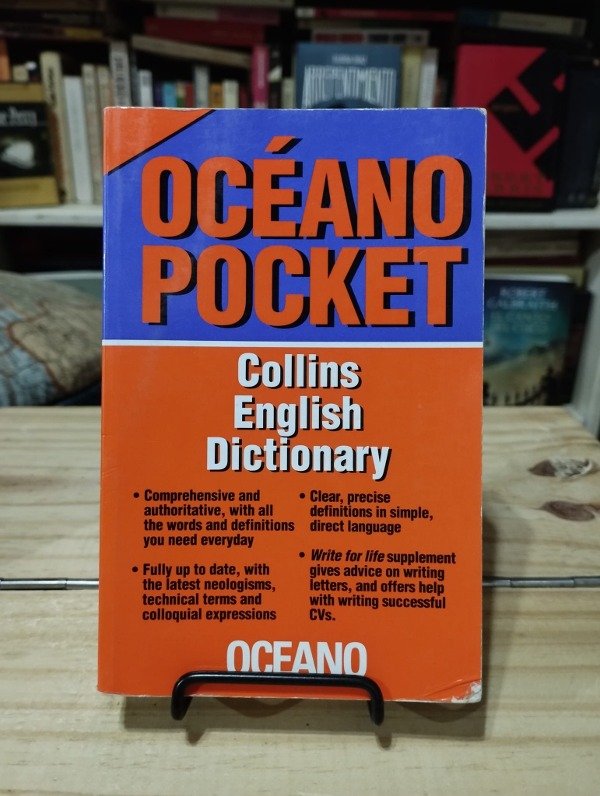 OCÉANO
POCKET
Collins
English
Dictionary
• Comprehensive and
authoritative, with all
the words and definitions
you need everyday
• Fully up to date, with
the latest neologisms,
technical terms and
colloquial expressions
• Clear, precise
definitions in simple,
direct language
• Write for life supplement
gives advice on writing
letters, and offers help
with writing successful
CVs.
OCEANO
ROBERT